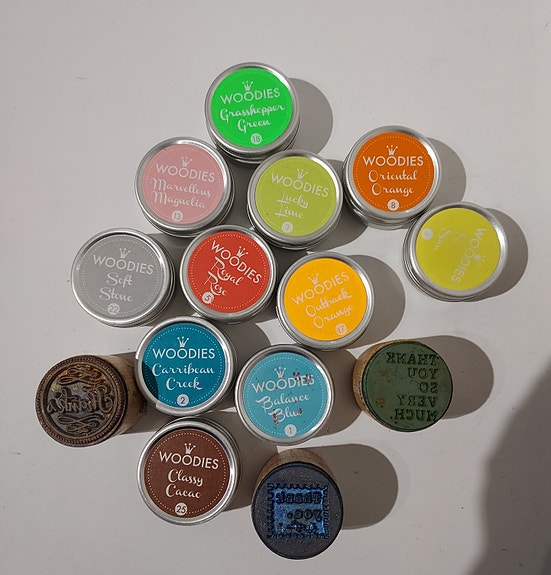 WOODIES
Grasshopper
Green
18
WOODIES
Marvellous
Magnolia
13
WOODIES
Lucky
Lime
3
WOODIES
Oriental
Orange
8
WOODIES
WOODIES
Soft
Stone
22
WOODIES
Royal
Rose
5
WOODIES
Outback
Orange
47
WOODIES
Carribean
Creek
2
WOODIES
Balance
Blue
1
THANK
YOU
SO
VERY
MUCH.
WOODIES
Classy
Cacao
25